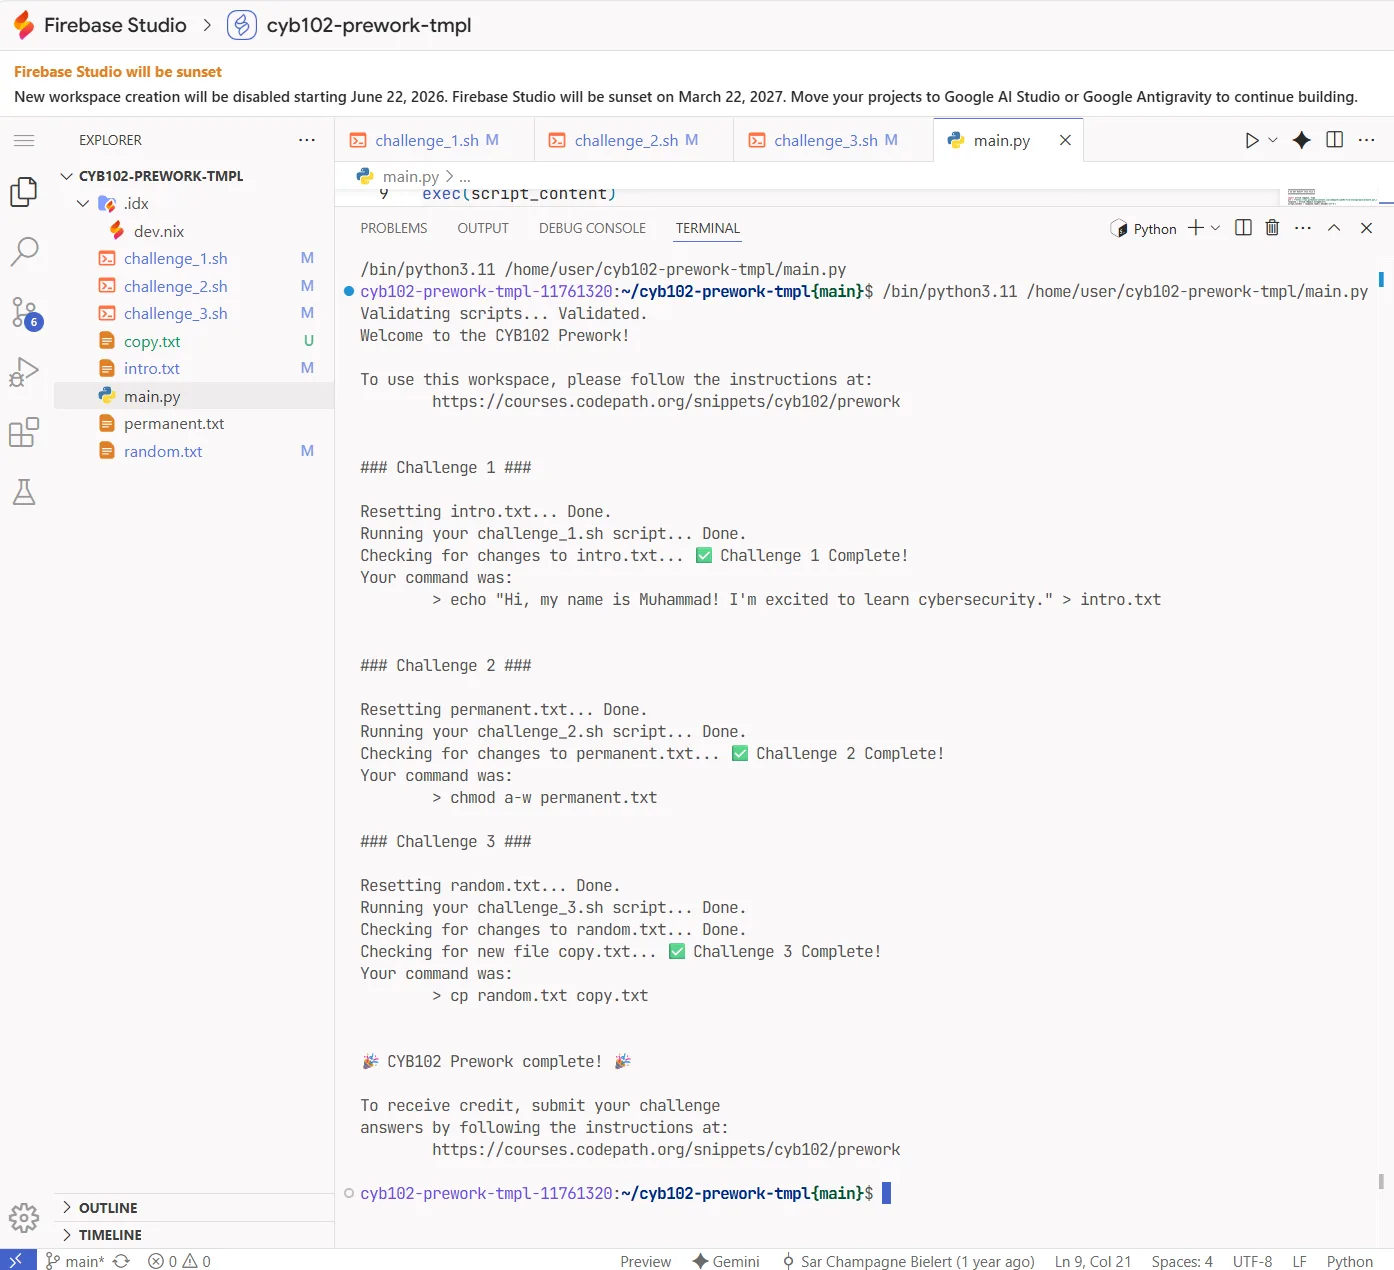 Firebase Studio > cyb102-prework-tmpl
Firebase Studio will be sunset
New workspace creation will be disabled starting June 22, 2026. Firebase Studio will be sunset on March 22, 2027. Move your projects to Google AI Studio or Google Antigravity to continue building.
EXPLORER
CYB102-PREWORK-TMPL
.idx
dev.nix
challenge_1.sh M
challenge_2.sh M
challenge_3.sh M
copy.txt U
intro.txt M
main.py
permanent.txt
random.txt M
6
OUTLINE
TIMELINE
challenge_1.sh M challenge_2.sh M challenge_3.sh M main.py
main.py > ...
9 exec(script_content)
PROBLEMS OUTPUT DEBUG CONSOLE TERMINAL Python
/bin/python3.11 /home/user/cyb102-prework-tmpl/main.py
cyb102-prework-tmpl-11761320:~/cyb102-prework-tmpl{main}$ /bin/python3.11 /home/user/cyb102-prework-tmpl/main.py
Validating scripts... Validated.
Welcome to the CYB102 Prework!
To use this workspace, please follow the instructions at:
https://courses.codepath.org/snippets/cyb102/prework
### Challenge 1 ###
Resetting intro.txt... Done.
Running your challenge_1.sh script... Done.
Checking for changes to intro.txt... ✅ Challenge 1 Complete!
Your command was:
> echo "Hi, my name is Muhammad! I'm excited to learn cybersecurity." > intro.txt
### Challenge 2 ###
Resetting permanent.txt... Done.
Running your challenge_2.sh script... Done.
Checking for changes to permanent.txt... ✅ Challenge 2 Complete!
Your command was:
> chmod a-w permanent.txt
### Challenge 3 ###
Resetting random.txt... Done.
Running your challenge_3.sh script... Done.
Checking for changes to random.txt... Done.
Checking for new file copy.txt... ✅ Challenge 3 Complete!
Your command was:
> cp random.txt copy.txt
🎉 CYB102 Prework complete! 🎉
To receive credit, submit your challenge
answers by following the instructions at:
https://courses.codepath.org/snippets/cyb102/prework
cyb102-prework-tmpl-11761320:~/cyb102-prework-tmpl{main}$
main* 0 0 Preview Gemini Sar Champagne Bielert (1 year ago) Ln 9, Col 21 Spaces: 4 UTF-8 LF Python